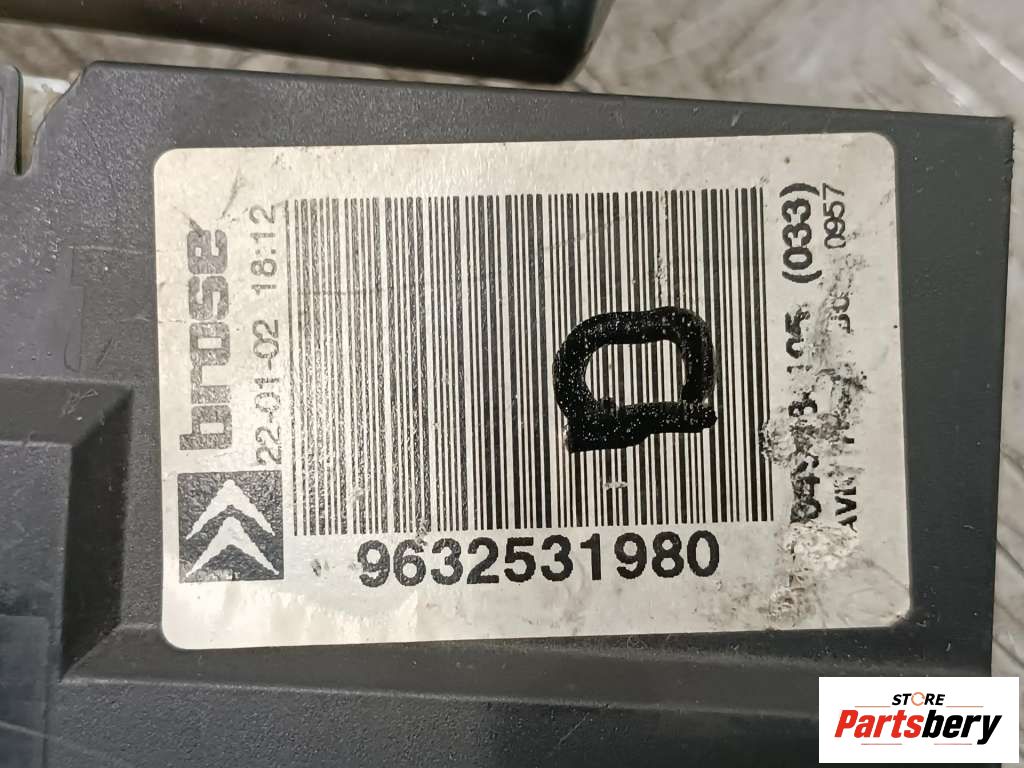 brose
22-01-02 18:12
D
9632531980
(033)
0957
STORE
Partsbery